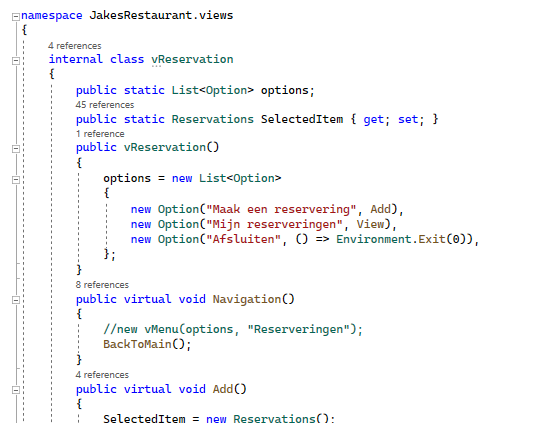 namespace JakesRestaurant.views
{
4 references
internal class vReservation
{
public static List<Option> options;
45 references
public static Reservations SelectedItem { get; set; }
1 reference
public vReservation()
{
options = new List<Option>
{
new Option("Maak een reservering", Add),
new Option("Mijn reserveringen", View),
new Option("Afsluiten", () => Environment.Exit(0)),
};
}
8 references
public virtual void Navigation()
{
//new vMenu(options, "Reserveringen");
BackToMain();
}
4 references
public virtual void Add()
{
SelectedItem = new Reservations();